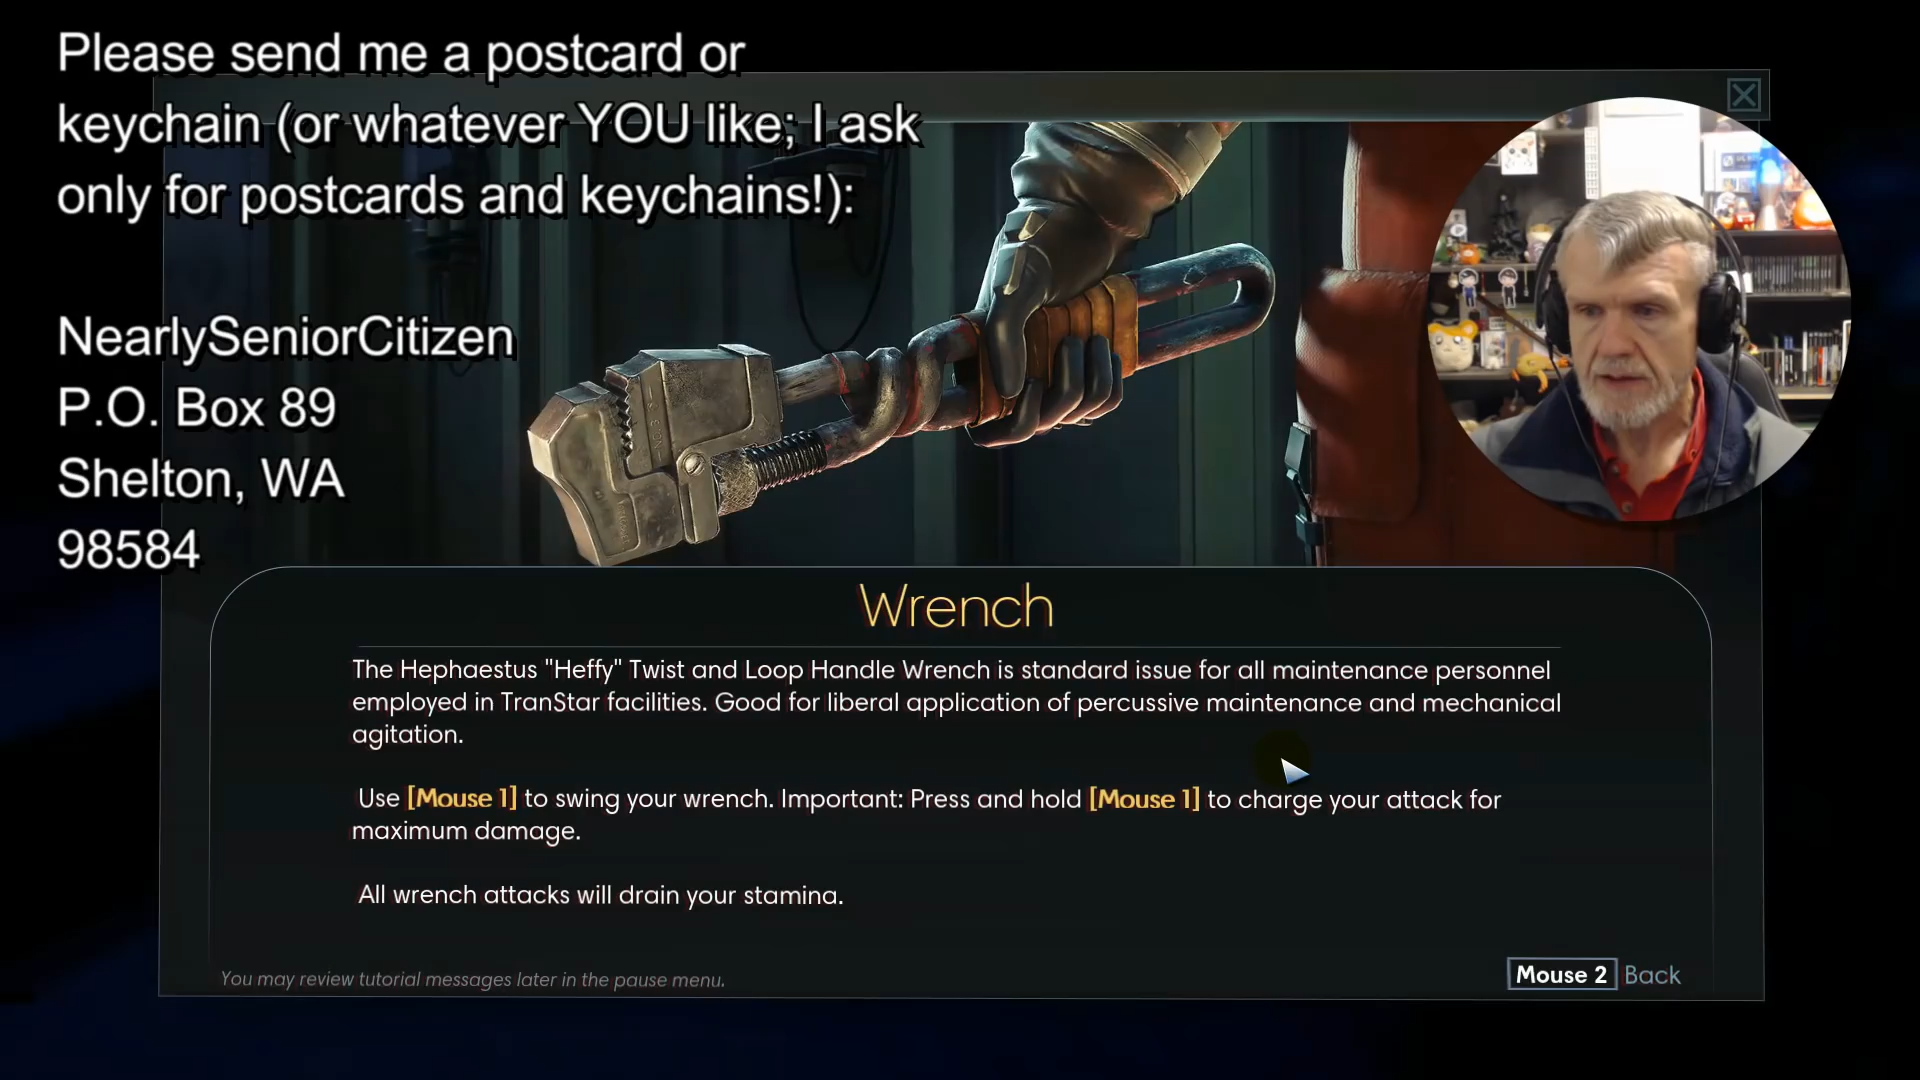 Please send me a postcard or
keychain (or whatever YOU like; I ask
only for postcards and keychains!):
NearlySeniorCitizen
P.O. Box 89
Shelton, WA
98584
Wrench
The Hephaestus "Heffy" Twist and Loop Handle Wrench is standard issue for all maintenance personnel
employed in TranStar facilities. Good for liberal application of percussive maintenance and mechanical
agitation.
Use [Mouse 1] to swing your wrench. Important: Press and hold [Mouse 1] to charge your attack for
maximum damage.
All wrench attacks will drain your stamina.
You may review tutorial messages later in the pause menu.
Mouse 2 Back